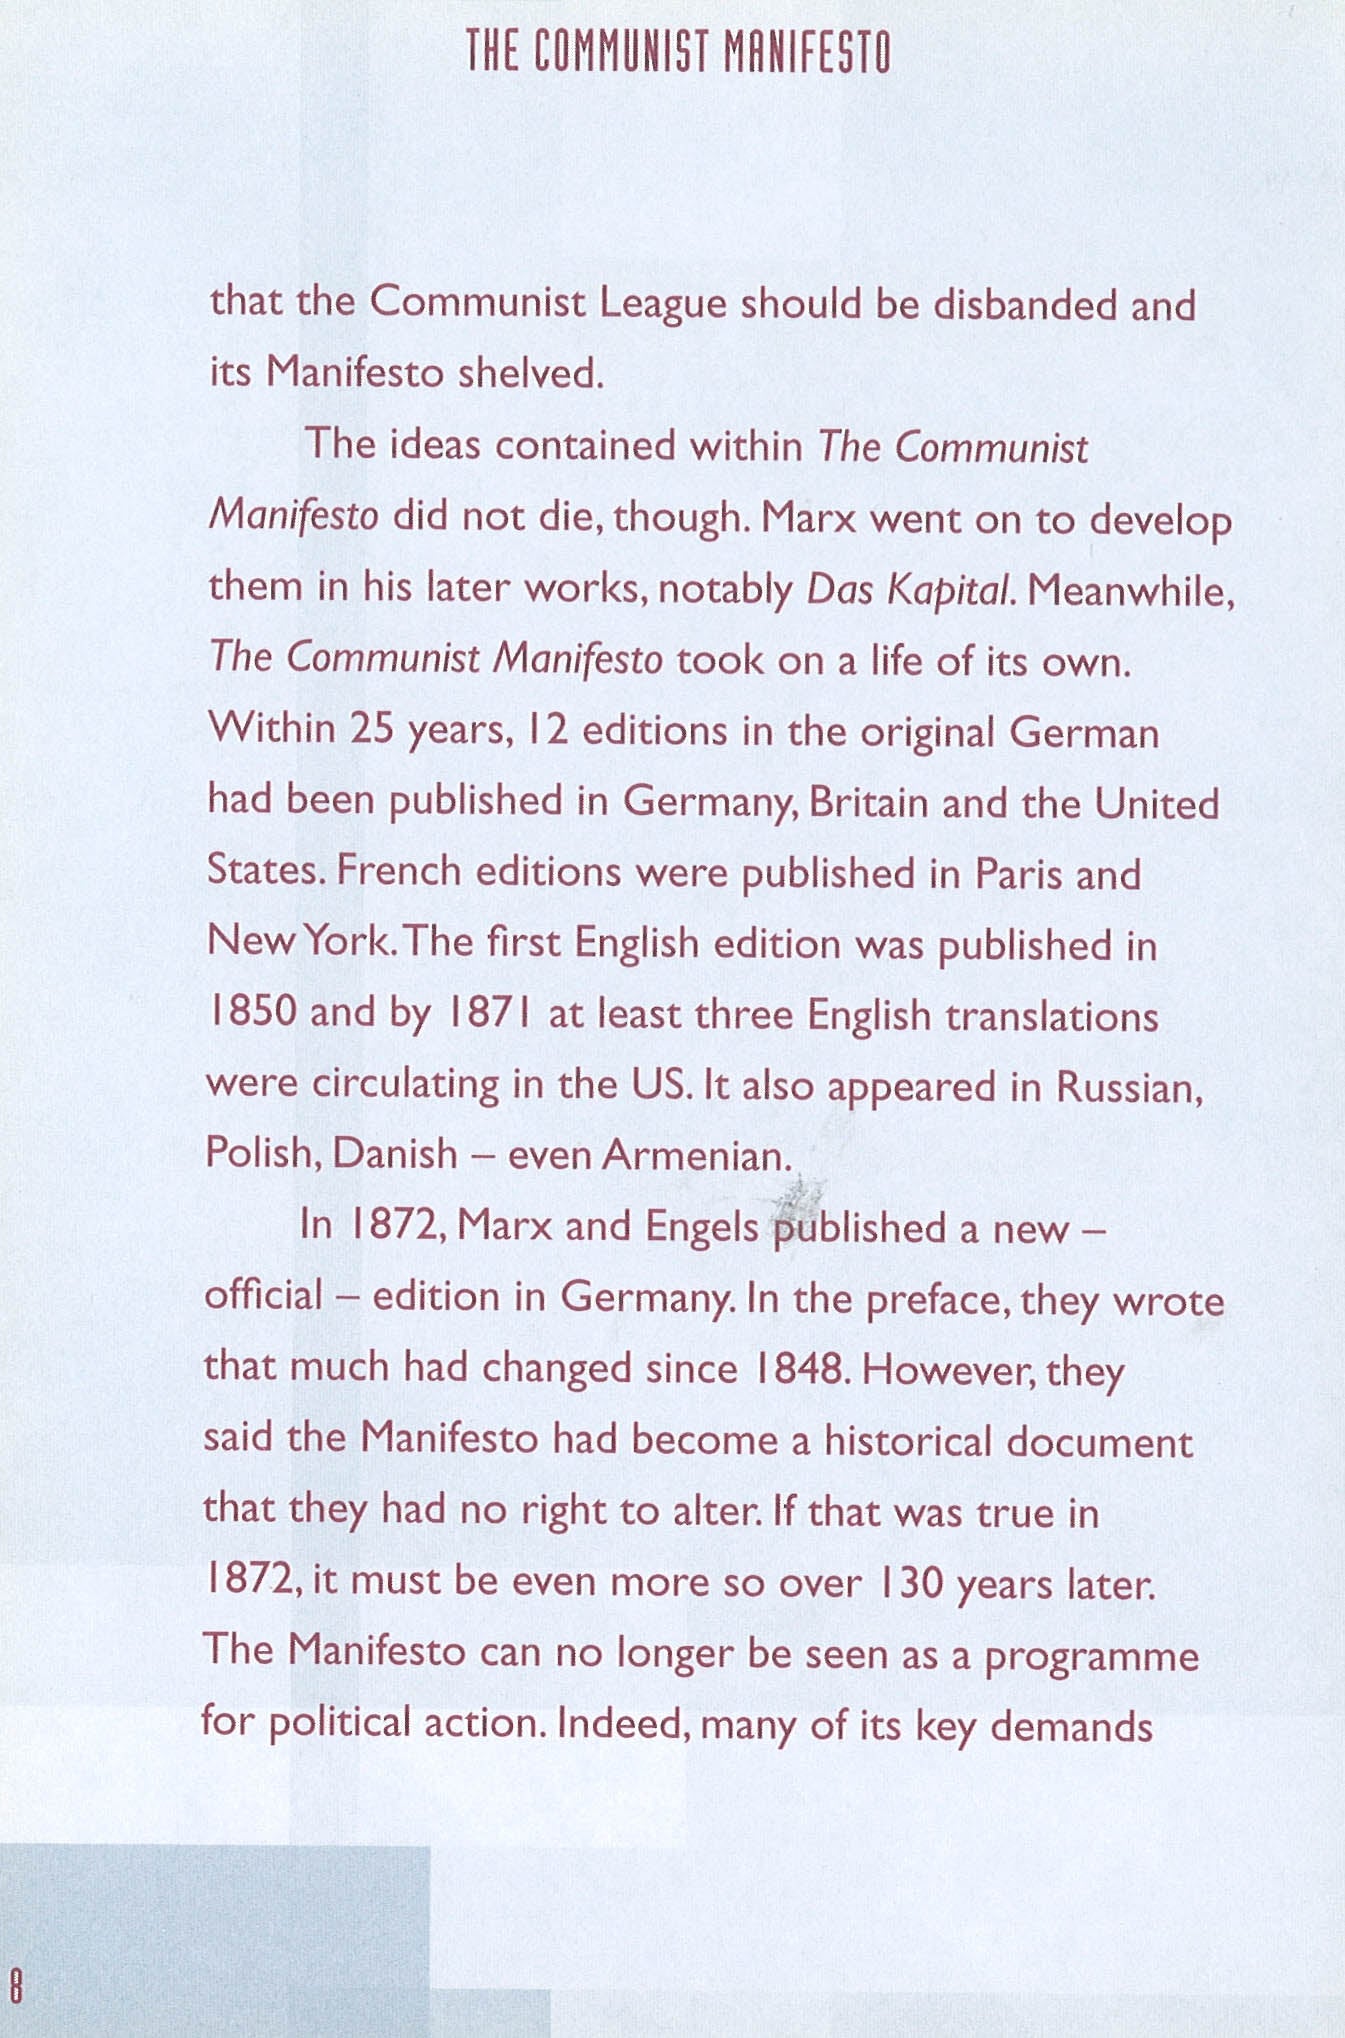 THE COMMUNIST MANIFESTO
that the Communist League should be disbanded and
its Manifesto shelved.
The ideas contained within The Communist
Manifesto did not die, though. Marx went on to develop
them in his later works, notably Das Kapital. Meanwhile,
The Communist Manifesto took on a life of its own.
Within 25 years, 12 editions in the original German
had been published in Germany, Britain and the United
States. French editions were published in Paris and
New York. The first English edition was published in
1850 and by 1871 at least three English translations
were circulating in the US. It also appeared in Russian,
Polish, Danish – even Armenian.
In 1872, Marx and Engels published a new –
official – edition in Germany. In the preface, they wrote
that much had changed since 1848. However, they
said the Manifesto had become a historical document
that they had no right to alter. If that was true in
1872, it must be even more so over 130 years later.
The Manifesto can no longer be seen as a programme
for political action. Indeed, many of its key demands
8